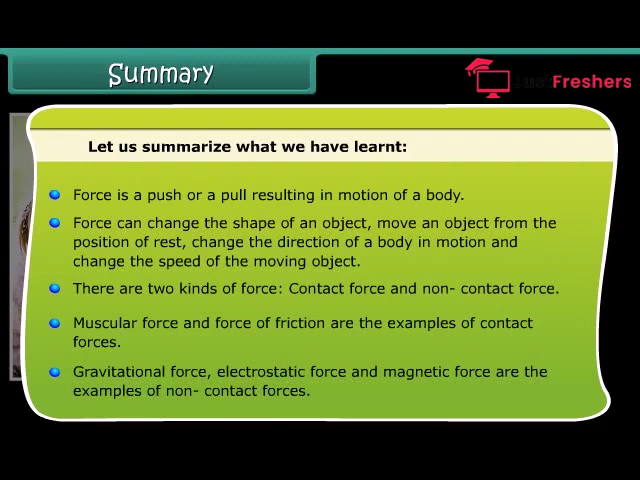 Summary
Freshers
Let us summarize what we have learnt:
Force is a push or a pull resulting in motion of a body.
Force can change the shape of an object, move an object from the
position of rest, change the direction of a body in motion and
change the speed of the moving object.
There are two kinds of force: Contact force and non- contact force.
Muscular force and force of friction are the examples of contact
forces.
Gravitational force, electrostatic force and magnetic force are the
examples of non- contact forces.